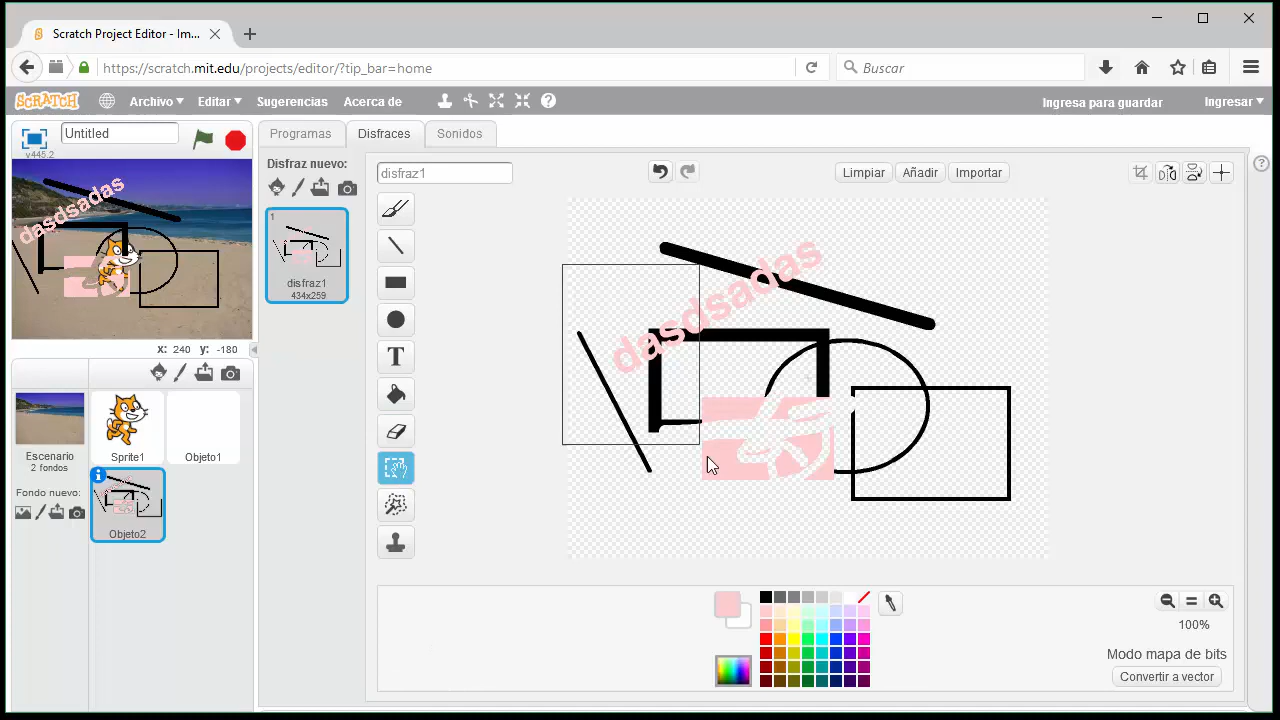 Scratch Project Editor - Im...
https://scratch.mit.edu/projects/editor/?tip_bar=home
Buscar
SCRATCH
Archivo
Editar
Sugerencias
Acerca de
Ingresa para guardar
Ingresar
Untitled
v445.2
Programas
Disfraces
Sonidos
Disfraz nuevo:
disfraz1
Limpiar
Añadir
Importar
dasdsadas
1
disfraz1
434x259
T
dasdsadas
x: 240 y: -180
Escenario
2 fondos
Sprite1
Objeto1
Fondo nuevo:
Objeto2
100%
Modo mapa de bits
Convertir a vector